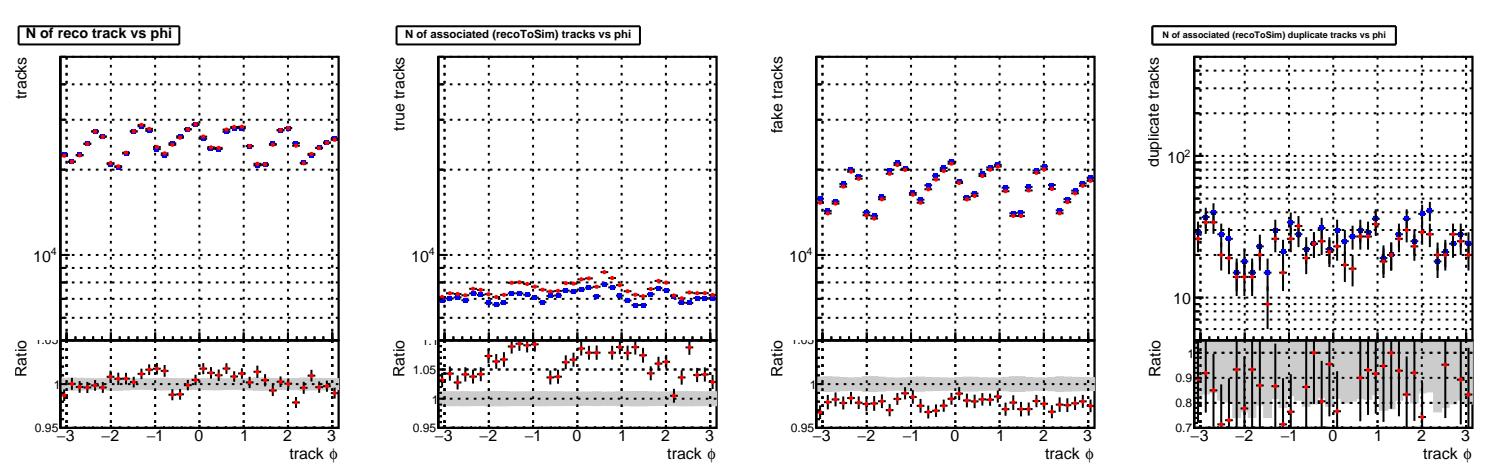 N of reco track vs phi
tracks
10⁴
Ratio
1.05
1
0.95
−3 −2 −1 0 1 2 3
track ϕ
N of associated (recoToSim) tracks vs phi
true tracks
10⁴
Ratio
1.1
1.05
1
0.95
−3 −2 −1 0 1 2 3
track ϕ
fake tracks
10⁴
Ratio
1.05
1
0.95
−3 −2 −1 0 1 2 3
track ϕ
N of associated (recoToSim) duplicate tracks vs phi
duplicate tracks
10²
10
Ratio
1
0.9
0.8
0.7
−3 −2 −1 0 1 2 3
track ϕ